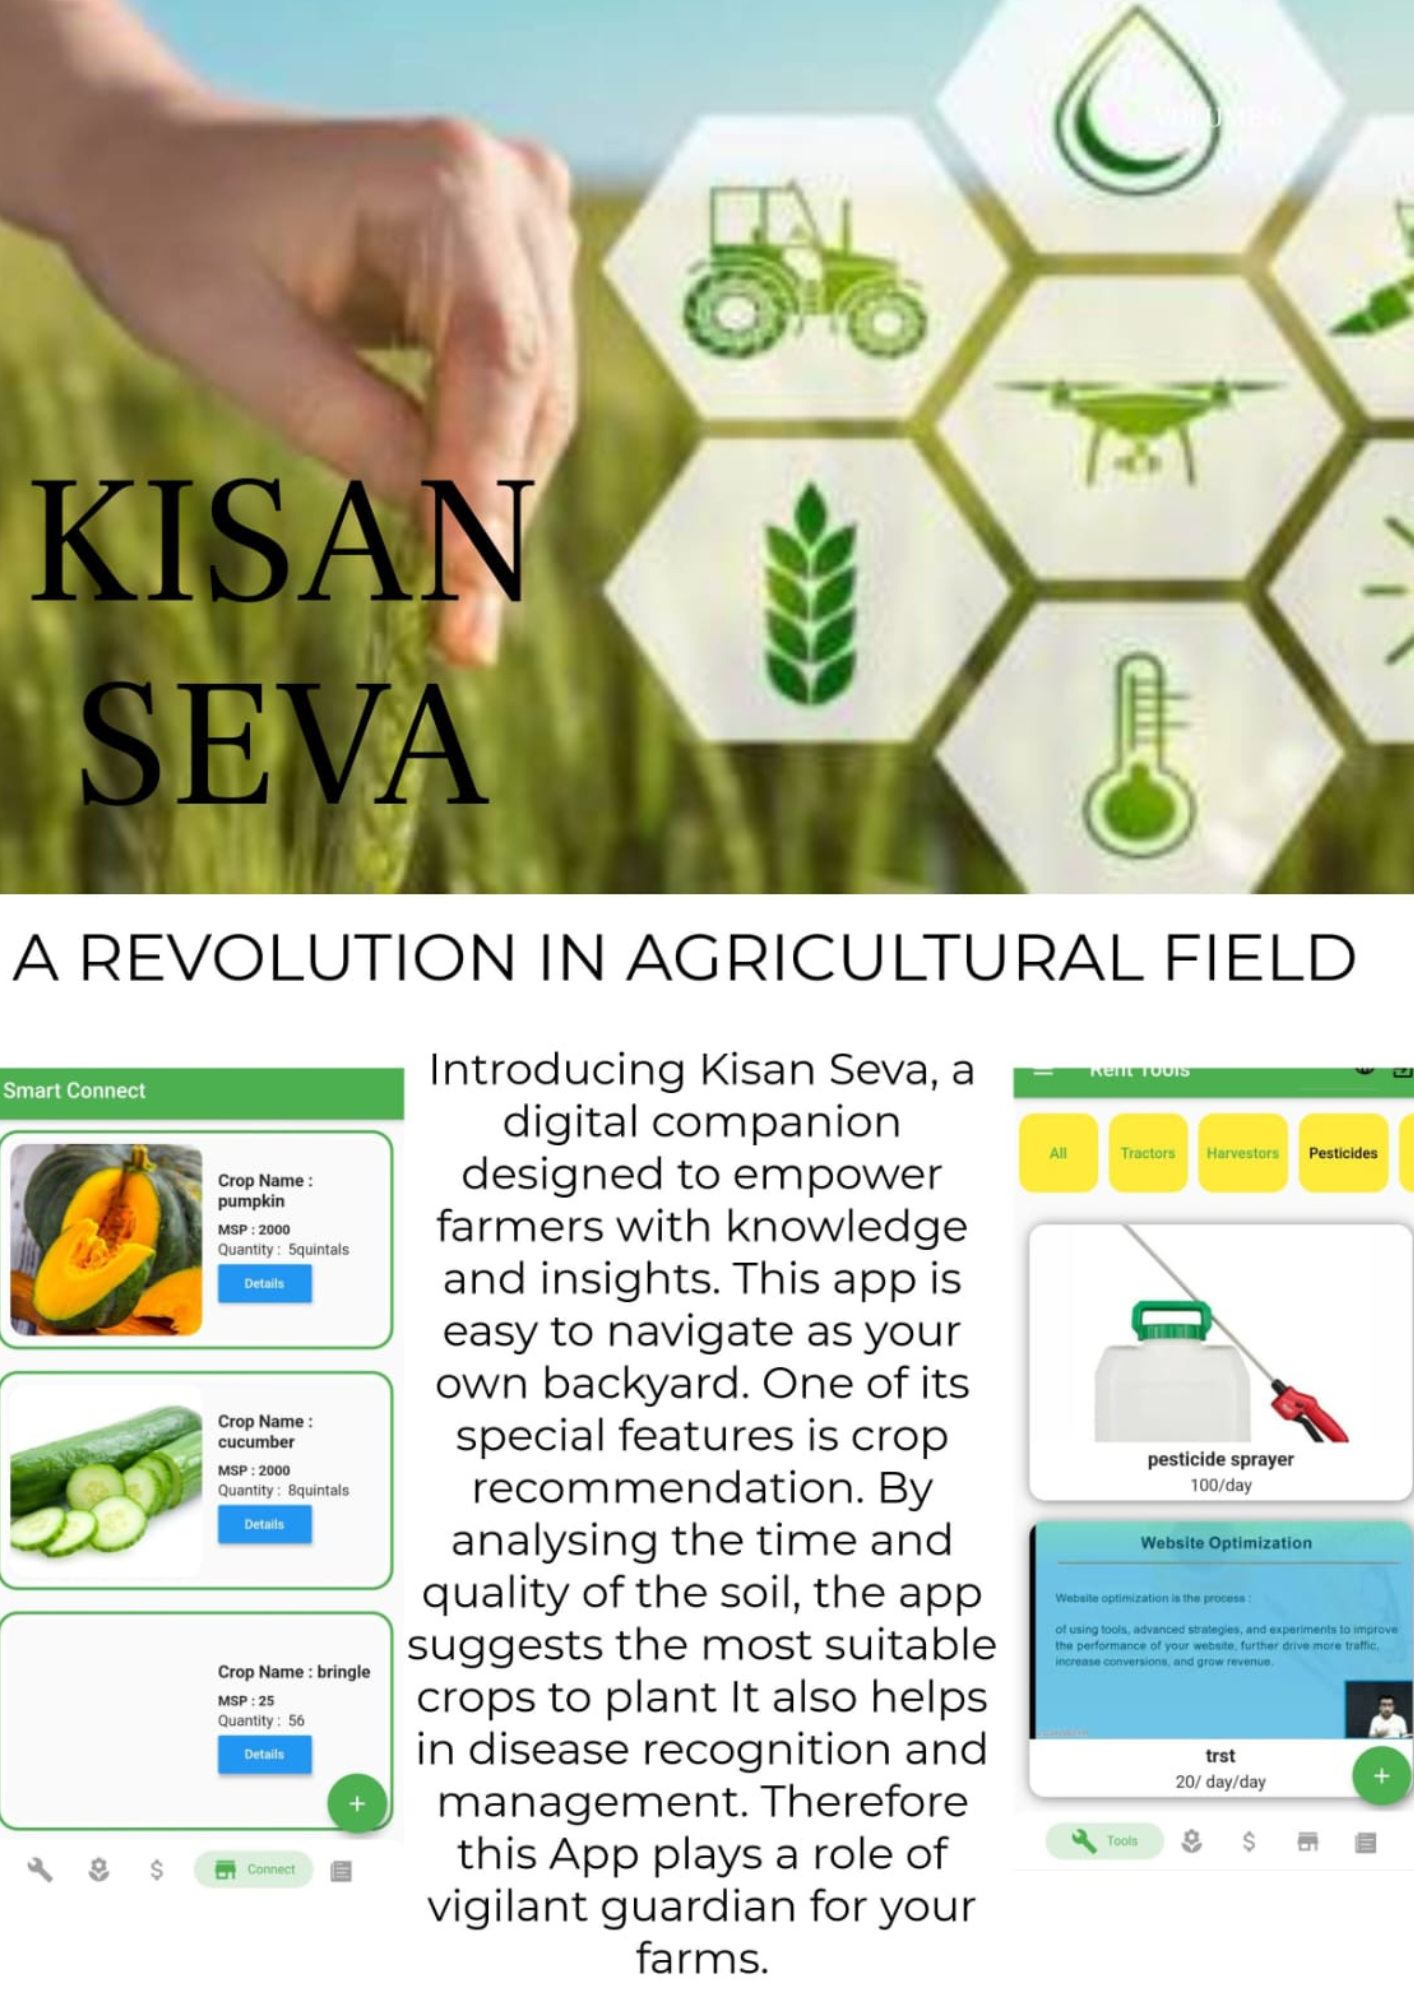 KISAN
SEVA
A REVOLUTION IN AGRICULTURAL FIELD
Smart Connect
Crop Name :
pumpkin
MSP : 2000
Quantity : 5quintals
Details
Crop Name :
cucumber
MSP : 2000
Quantity : 8quintals
Details
Crop Name : bringle
MSP : 25
Quantity : 56
Details
+
$
Connect
Introducing Kisan Seva, a
digital companion
designed to empower
farmers with knowledge
and insights. This app is
easy to navigate as your
own backyard. One of its
special features is crop
recommendation. By
analysing the time and
quality of the soil, the app
suggests the most suitable
crops to plant It also helps
in disease recognition and
management. Therefore
this App plays a role of
vigilant guardian for your
farms.
Rent Tools
All
Tractors
Harvestors
Pesticides
pesticide sprayer
100/day
Website Optimization
Website optimization is the process :
of using tools, advanced strategies, and experiments to improve
the performance of your website, further drive more traffic,
increase conversions, and grow revenue.
trst
20/ day/day
+
Tools
$